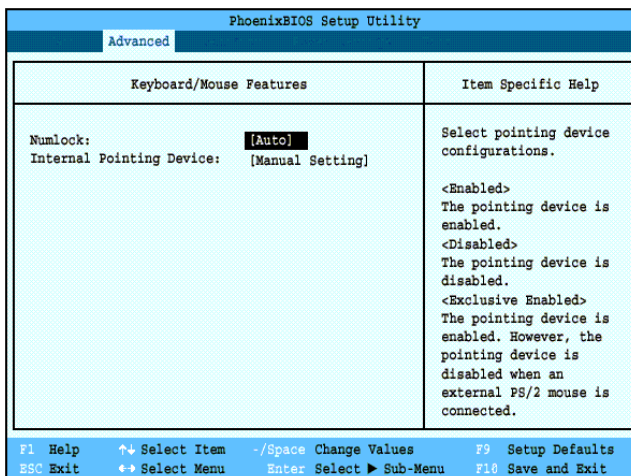 PhoenixBIOS Setup Utility
Advanced
Keyboard/Mouse Features
Item Specific Help
Numlock: [Auto]
Internal Pointing Device: [Manual Setting]
Select pointing device
configurations.
<Enabled>
The pointing device is
enabled.
<Disabled>
The pointing device is
disabled.
<Exclusive Enabled>
The pointing device is
enabled. However, the
pointing device is
disabled when an
external PS/2 mouse is
connected.
F1 Help ↑↓ Select Item -/Space Change Values F9 Setup Defaults
ESC Exit ↔ Select Menu Enter Select ▶ Sub-Menu F10 Save and Exit